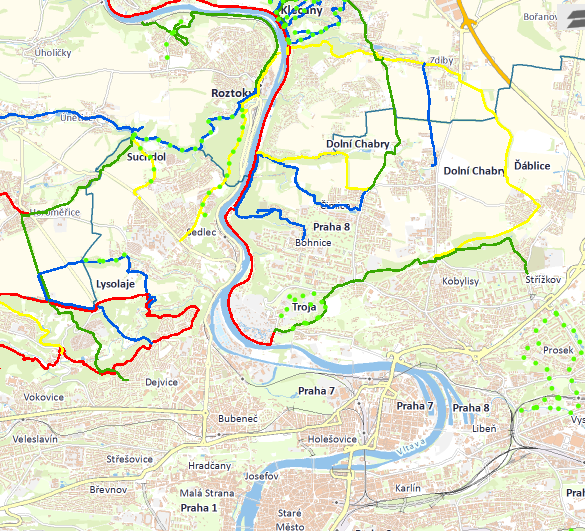 Klecany
Bořanov
Úholičky
Zdiby
Roztoky
Únětice
Dolní Chabry
Suchdol
Dolní Chabry
Ďáblice
Horoměřice
Čimice
Praha 8
Sedlec
Bohnice
Lysolaje
Kobylisy
Střížkov
Troja
Prosek
Dejvice
Vokovice
Praha 7
Praha 7
Praha 8
Bubeneč
Libeň
Veleslavín
Holešovice
Vltava
Střešovice
Hradčany
Josefov
Břevnov
Malá Strana
Karlín
Praha 1
Staré
Město